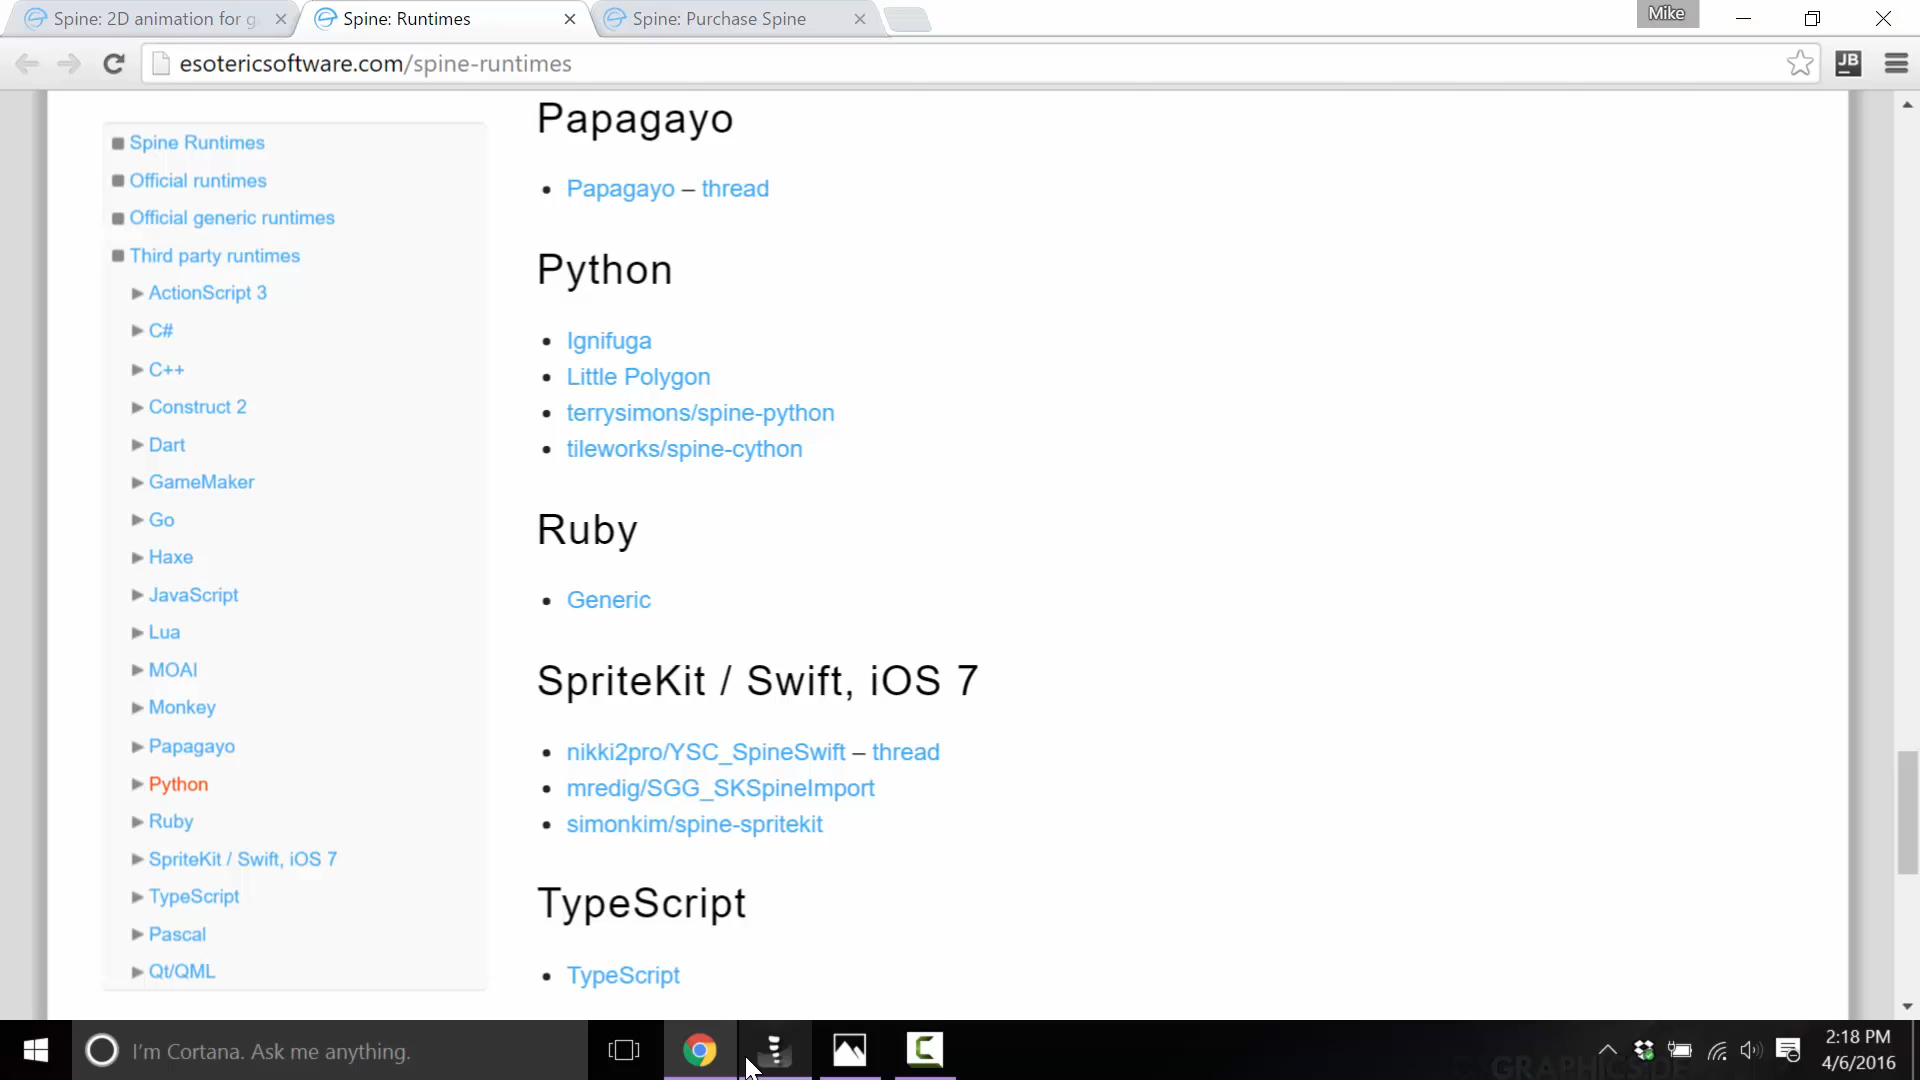 Spine: 2D animation for g
Spine: Runtimes
Spine: Purchase Spine
Mike
esotericsoftware.com/spine-runtimes
JB
Spine Runtimes
Official runtimes
Official generic runtimes
Third party runtimes
ActionScript 3
C#
C++
Construct 2
Dart
GameMaker
Go
Haxe
JavaScript
Lua
MOAI
Monkey
Papagayo
Python
Ruby
SpriteKit / Swift, iOS 7
TypeScript
Pascal
Qt/QML
Papagayo
Papagayo – thread
Python
Ignifuga
Little Polygon
terrysimons/spine-python
tileworks/spine-cython
Ruby
Generic
SpriteKit / Swift, iOS 7
nikki2pro/YSC_SpineSwift – thread
mredig/SGG_SKSpineImport
simonkim/spine-spritekit
TypeScript
TypeScript
I'm Cortana. Ask me anything.
2:18 PM
4/6/2016